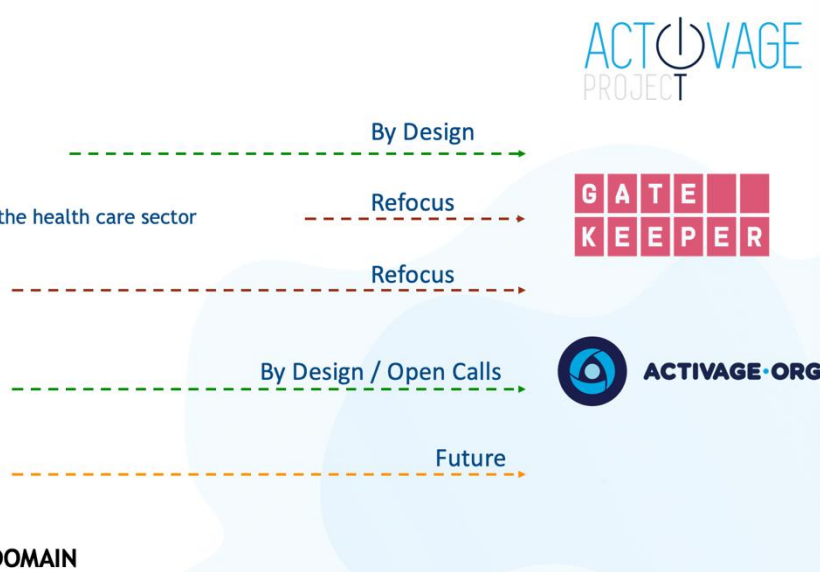 ACTIVAGE
PROJECT
By Design
the health care sector
Refocus
GATE
KEEPER
Refocus
By Design / Open Calls
ACTIVAGE·ORG
Future
DOMAIN